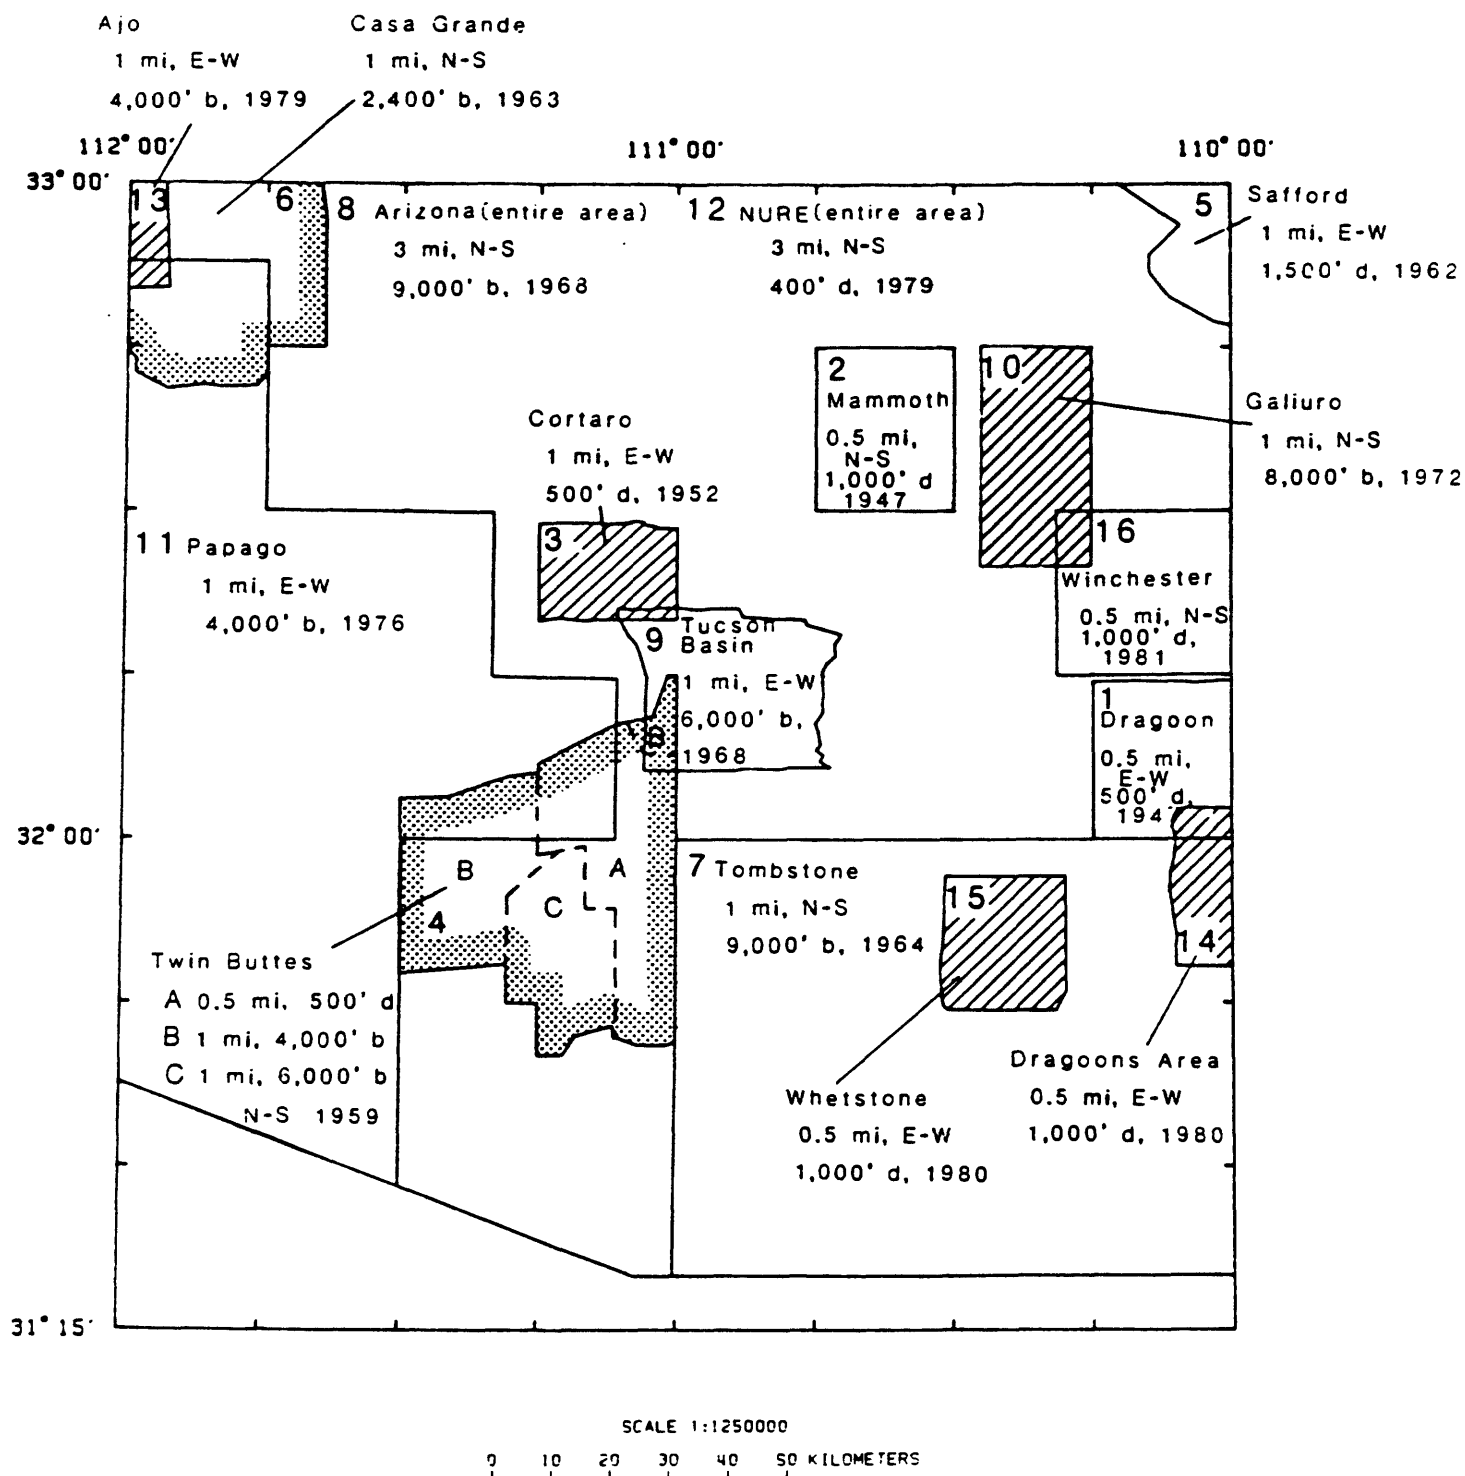 Ajo
1 mi, E-W
4,000' b, 1979
Casa Grande
1 mi, N-S
2,400' b, 1963
112° 00'
111° 00'
110° 00'
33° 00'
13
6
8 Arizona(entire area)
3 mi, N-S
9,000' b, 1968
12 NURE(entire area)
3 mi, N-S
400' d, 1979
5
Safford
1 mi, E-W
1,500' d, 1962
2
Mammoth
0.5 mi,
N-S
1,000' d
1947
10
Galiuro
1 mi, N-S
8,000' b, 1972
Cortaro
1 mi, E-W
500' d, 1952
3
11 Papago
1 mi, E-W
4,000' b, 1976
16
Winchester
0.5 mi, N-S
1,000' d,
1981
9 Tucson
Basin
1 mi, E-W
6,000' b,
1968
1
Dragoon
0.5 mi,
E-W
500' d,
194
32° 00'
B
A
C
4
7 Tombstone
1 mi, N-S
9,000' b, 1964
15
14
Twin Buttes
A 0.5 mi, 500' d
B 1 mi, 4,000' b
C 1 mi, 6,000' b
N-S 1959
Whetstone
0.5 mi, E-W
1,000' d, 1980
Dragoons Area
0.5 mi, E-W
1,000' d, 1980
31° 15'
SCALE 1:1250000
0 10 20 30 40 50 KILOMETERS